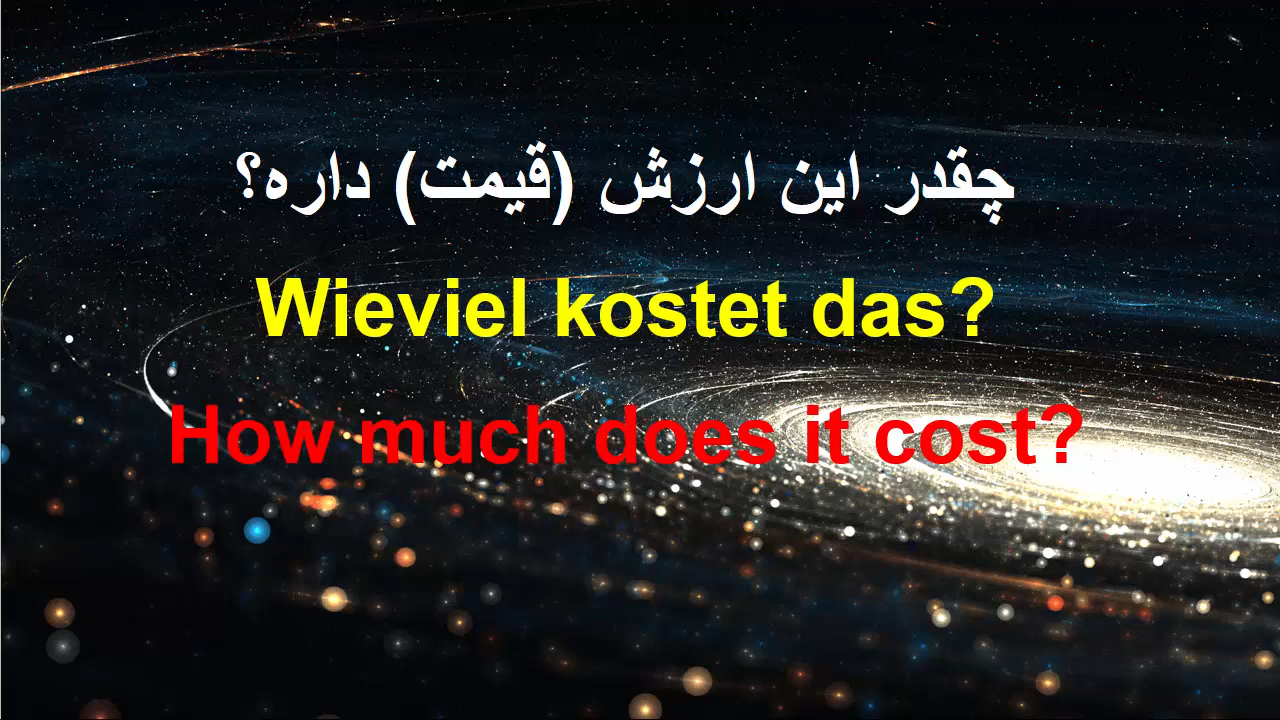 چقدر این ارزش (قیمت) داره؟
Wieviel kostet das?
How much does it cost?